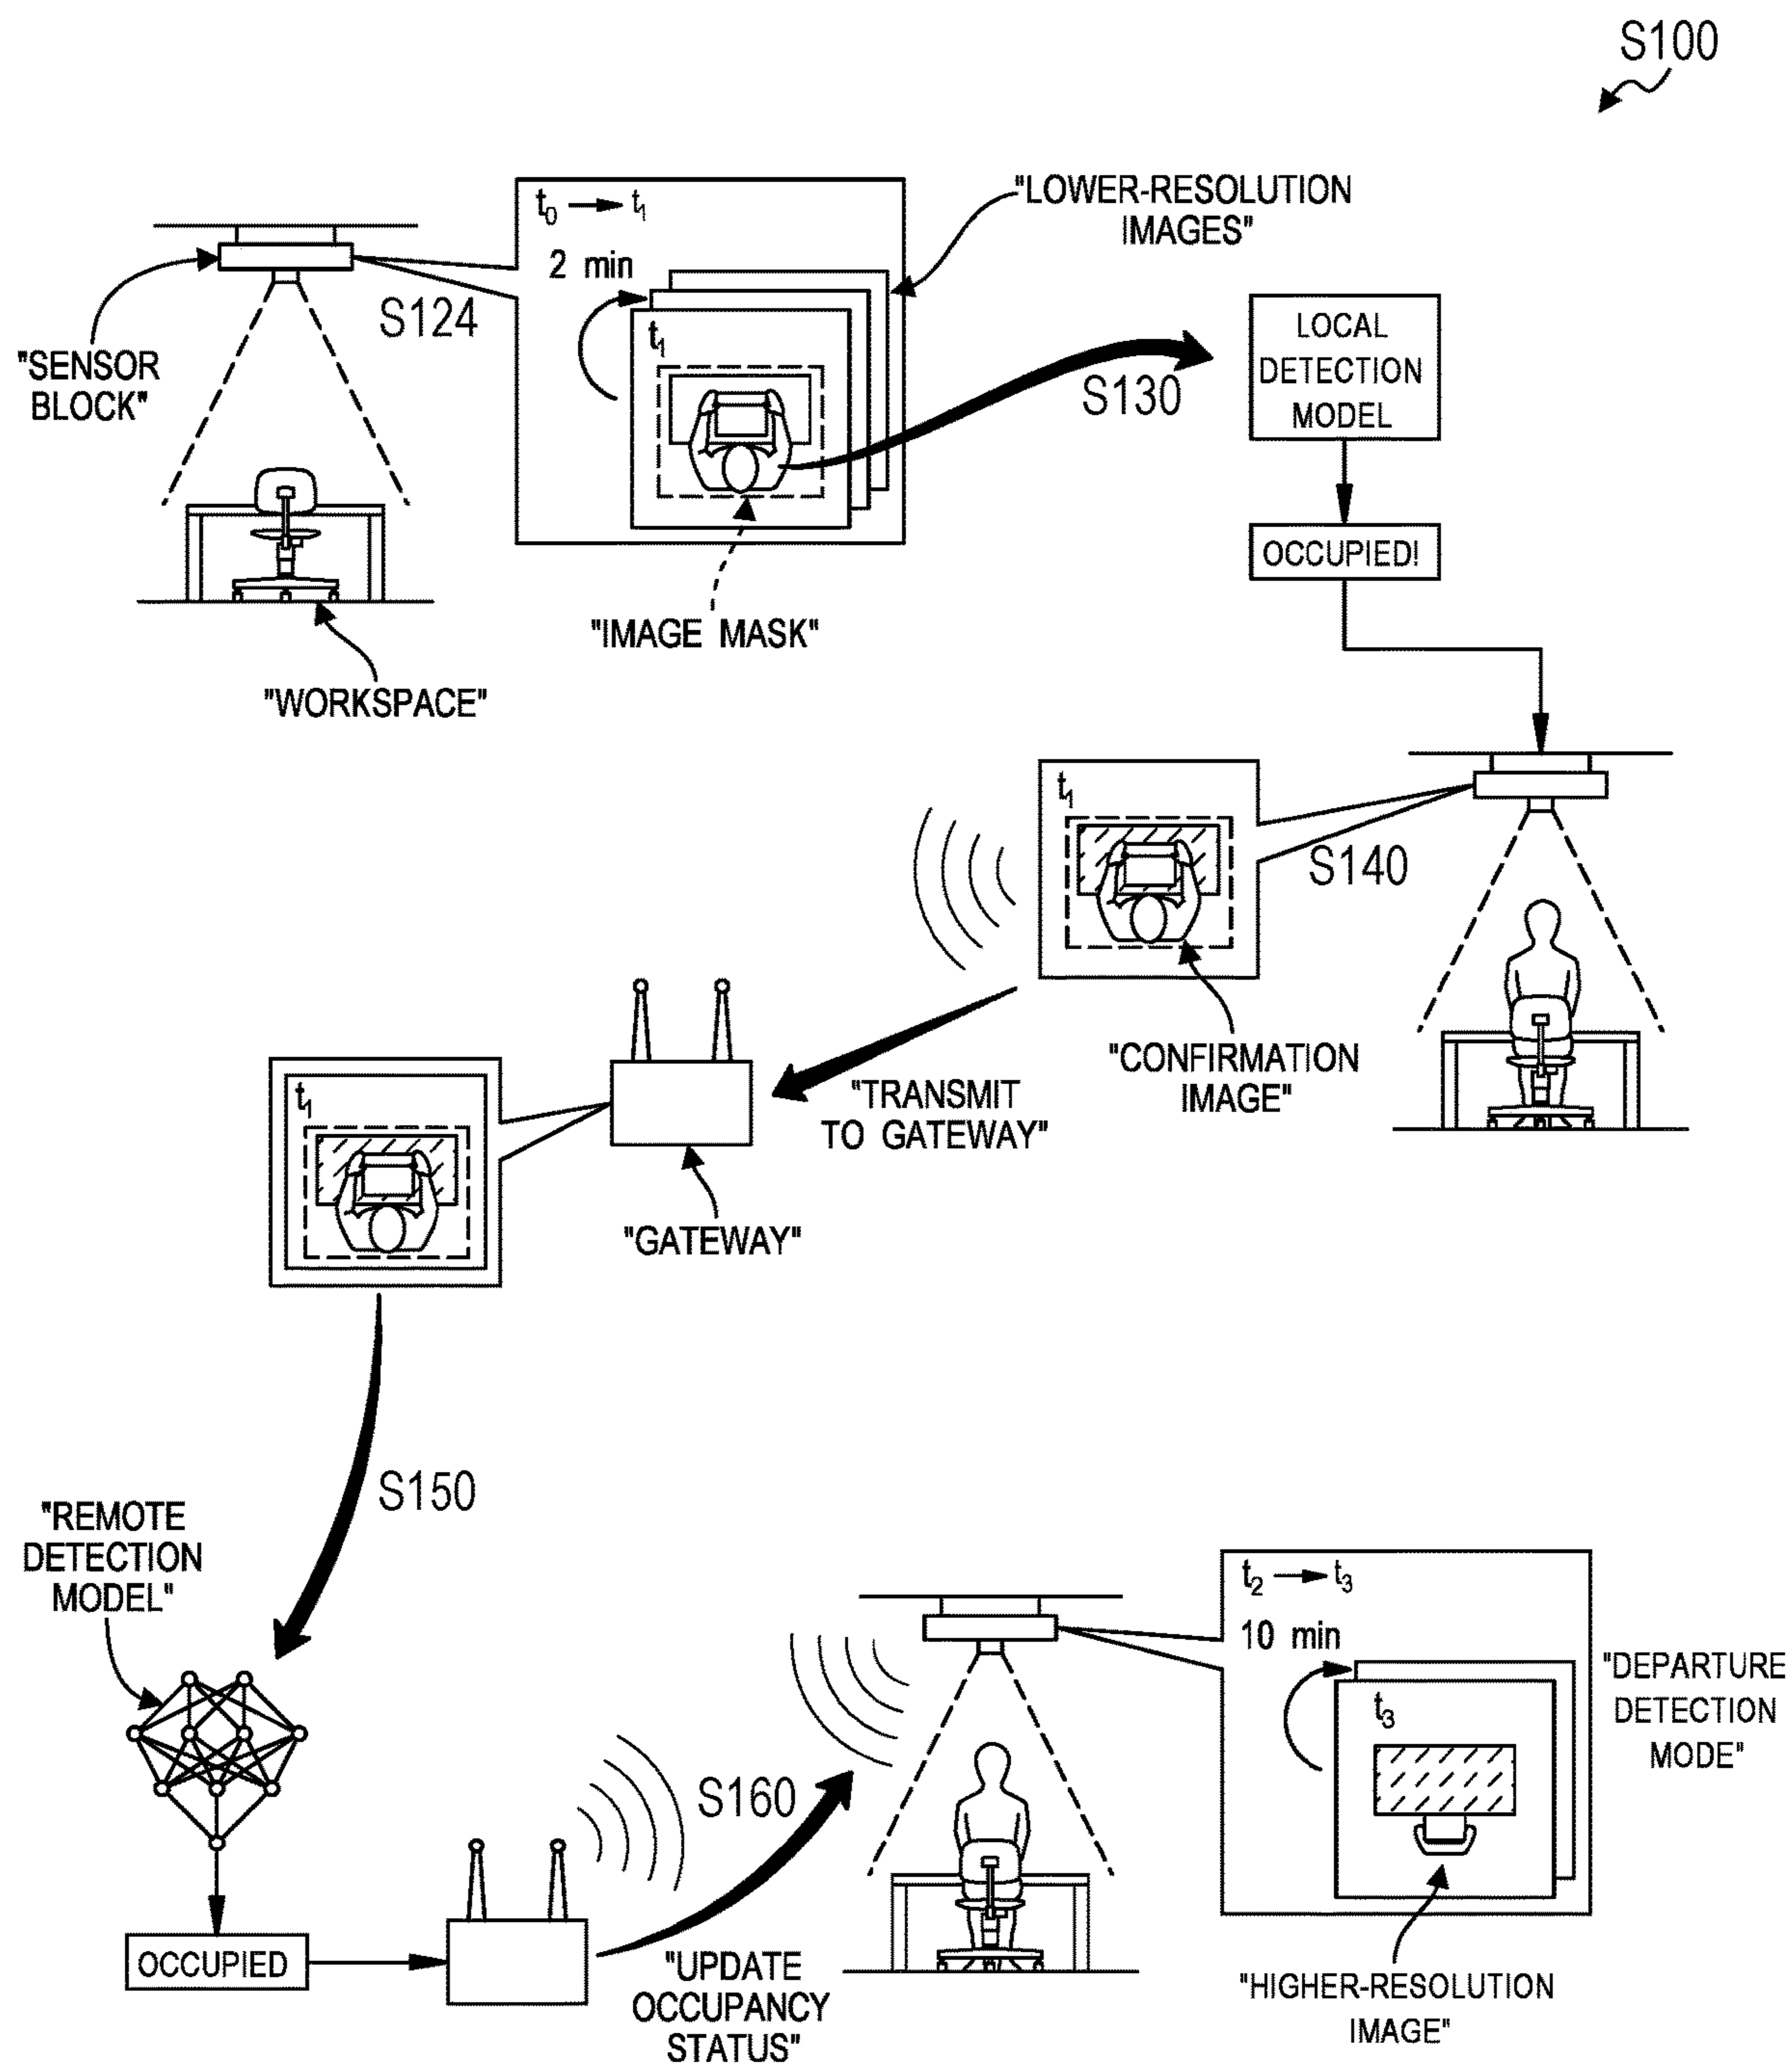 S100
t0 → t1
2 min
t1
"LOWER-RESOLUTION
IMAGES"
S124
"SENSOR
BLOCK"
S130
LOCAL
DETECTION
MODEL
OCCUPIED!
"IMAGE MASK"
"WORKSPACE"
t1
S140
"CONFIRMATION
IMAGE"
"TRANSMIT
TO GATEWAY"
t1
"GATEWAY"
S150
"REMOTE
DETECTION
MODEL"
OCCUPIED
S160
"UPDATE
OCCUPANCY
STATUS"
t2 → t3
10 min
t3
"DEPARTURE
DETECTION
MODE"
"HIGHER-RESOLUTION
IMAGE"